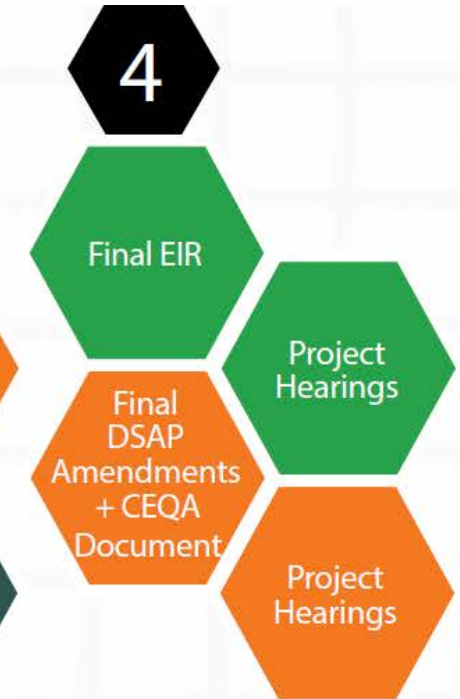 4
Final EIR
Project
Hearings
Final
DSAP
Amendments
+ CEQA
Document
Project
Hearings